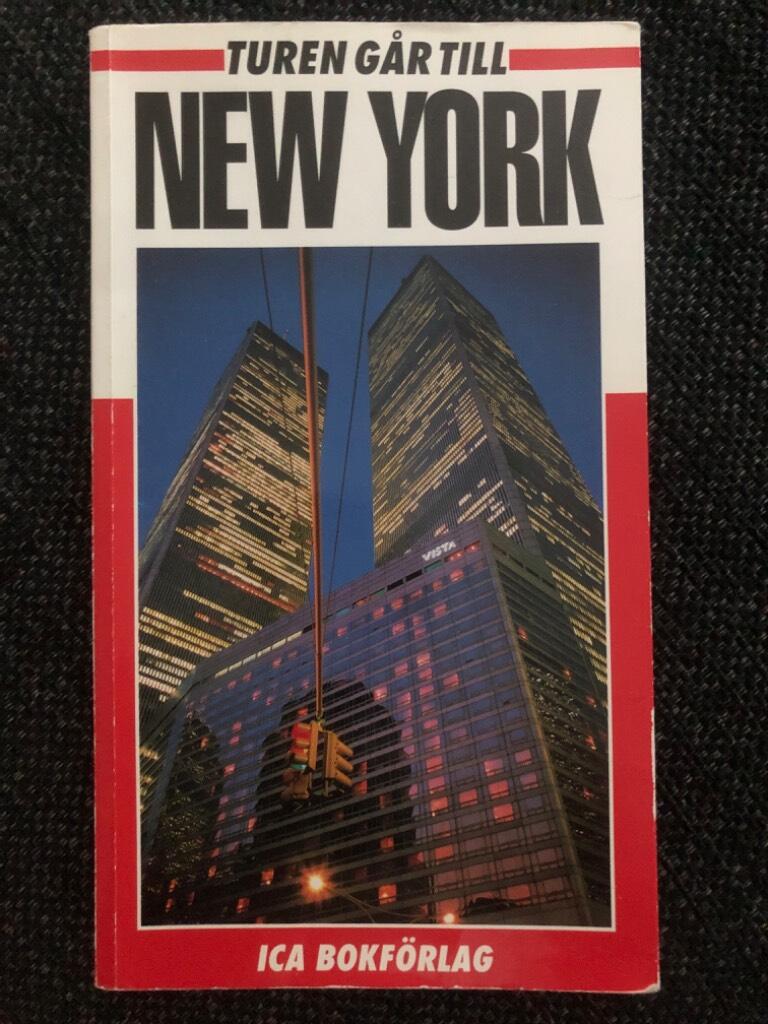 TUREN GÅR TILL
NEW YORK
VISTA
ICA BOKFÖRLAG